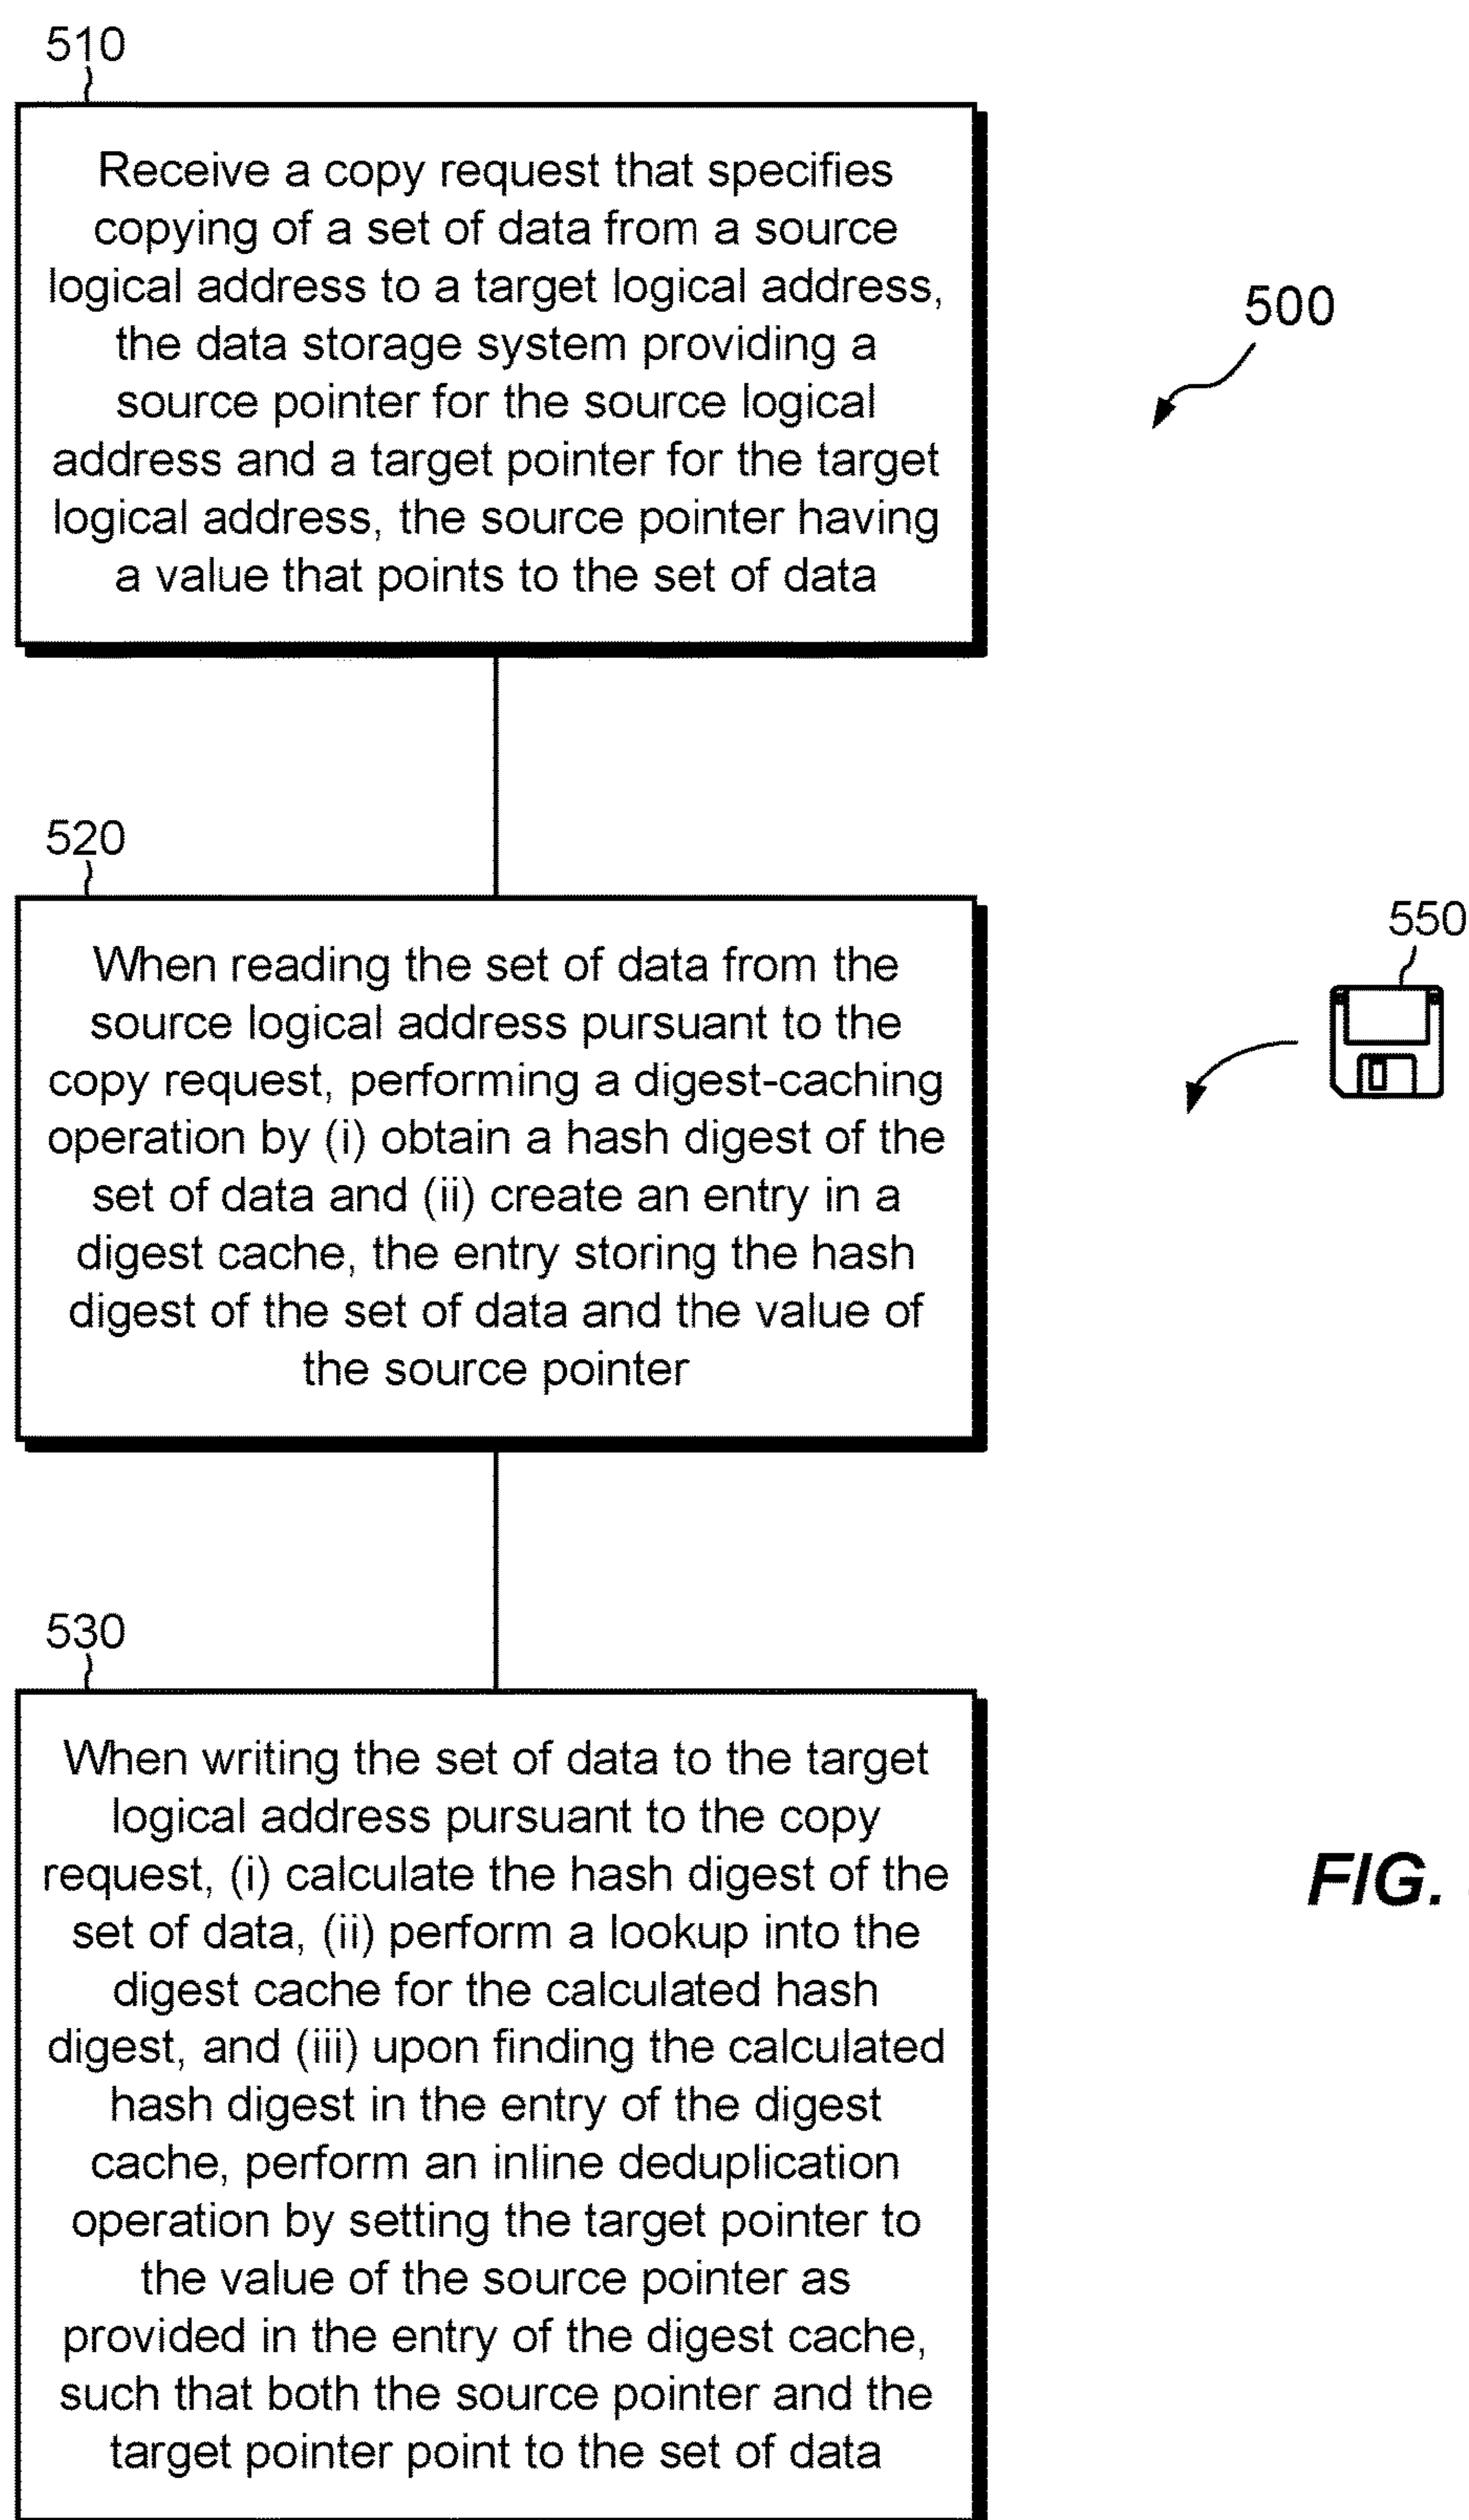 510
Receive a copy request that specifies
copying of a set of data from a source
logical address to a target logical address,
the data storage system providing a
source pointer for the source logical
address and a target pointer for the target
logical address, the source pointer having
a value that points to the set of data
500
520
When reading the set of data from the
source logical address pursuant to the
copy request, performing a digest-caching
operation by (i) obtain a hash digest of the
set of data and (ii) create an entry in a
digest cache, the entry storing the hash
digest of the set of data and the value of
the source pointer
550
530
When writing the set of data to the target
logical address pursuant to the copy
request, (i) calculate the hash digest of the
set of data, (ii) perform a lookup into the
digest cache for the calculated hash
digest, and (iii) upon finding the calculated
hash digest in the entry of the digest
cache, perform an inline deduplication
operation by setting the target pointer to
the value of the source pointer as
provided in the entry of the digest cache,
such that both the source pointer and the
target pointer point to the set of data
FIG.